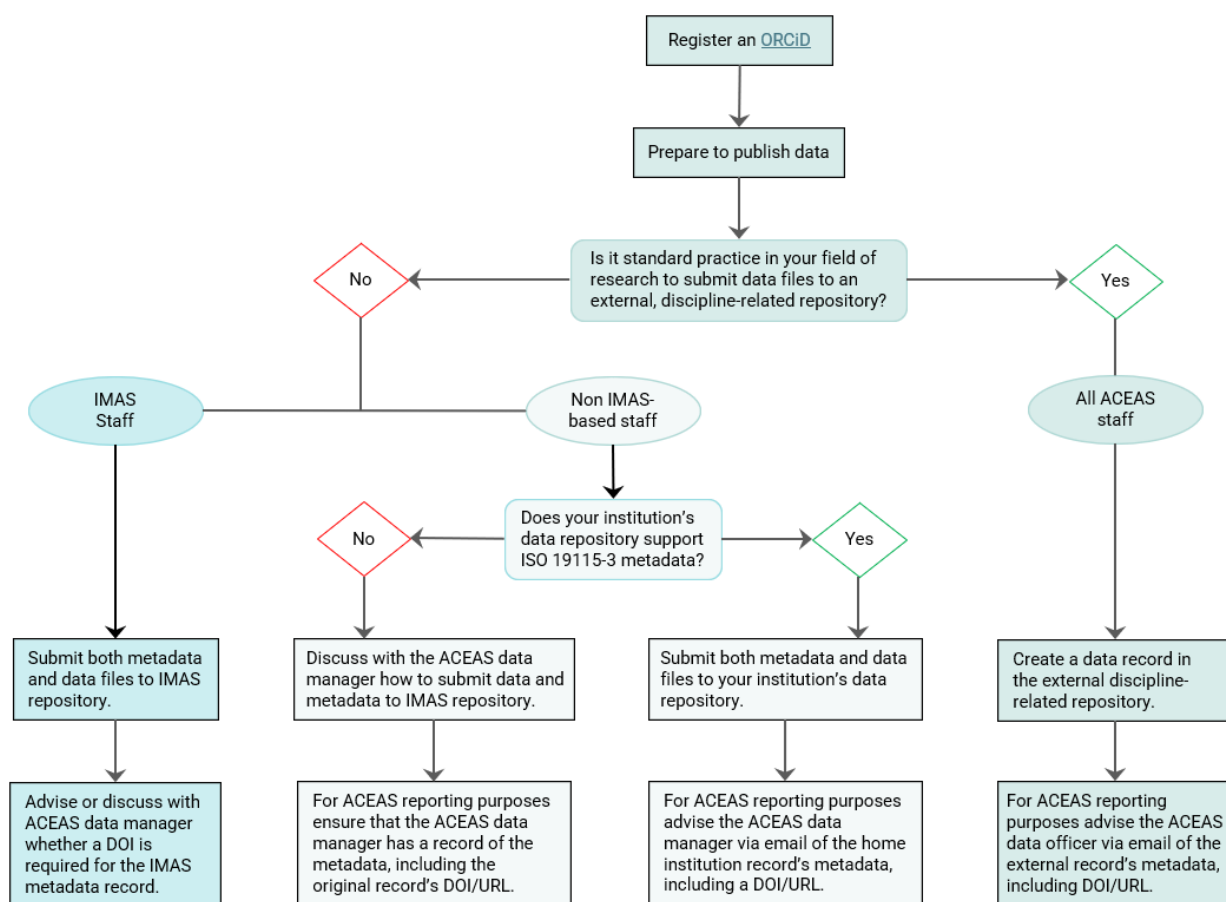 Register an ORCiD
Prepare to publish data
Is it standard practice in your field of
research to submit data files to an
external, discipline-related repository?
No
Yes
IMAS
Staff
Non IMAS-
based staff
All ACEAS
staff
Does your institution's
data repository support
ISO 19115-3 metadata?
No
Yes
Submit both metadata
and data files to IMAS
repository.
Discuss with the ACEAS data
manager how to submit data and
metadata to IMAS repository.
Submit both metadata and data
files to your institution's data
repository.
Create a data record in
the external discipline-
related repository.
Advise or discuss with
ACEAS data manager
whether a DOI is
required for the IMAS
metadata record.
For ACEAS reporting purposes
ensure that the ACEAS data
manager has a record of the
metadata, including the
original record's DOI/URL.
For ACEAS reporting purposes
advise the ACEAS data
manager via email of the home
institution record's metadata,
including a DOI/URL.
For ACEAS reporting
purposes advise the ACEAS
data officer via email of the
external record's metadata,
including DOI/URL.